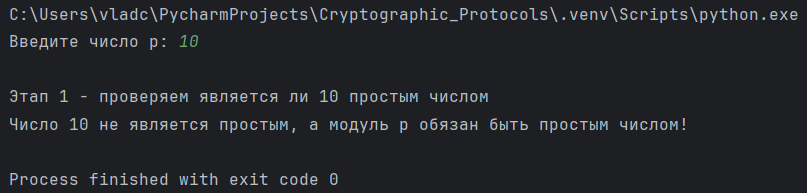 C:\Users\vladc\PycharmProjects\Cryptographic_Protocols\.venv\Scripts\python.exe
Введите число p: 10
Этап 1 - проверяем является ли 10 простым числом
Число 10 не является простым, а модуль p обязан быть простым числом!
Process finished with exit code 0